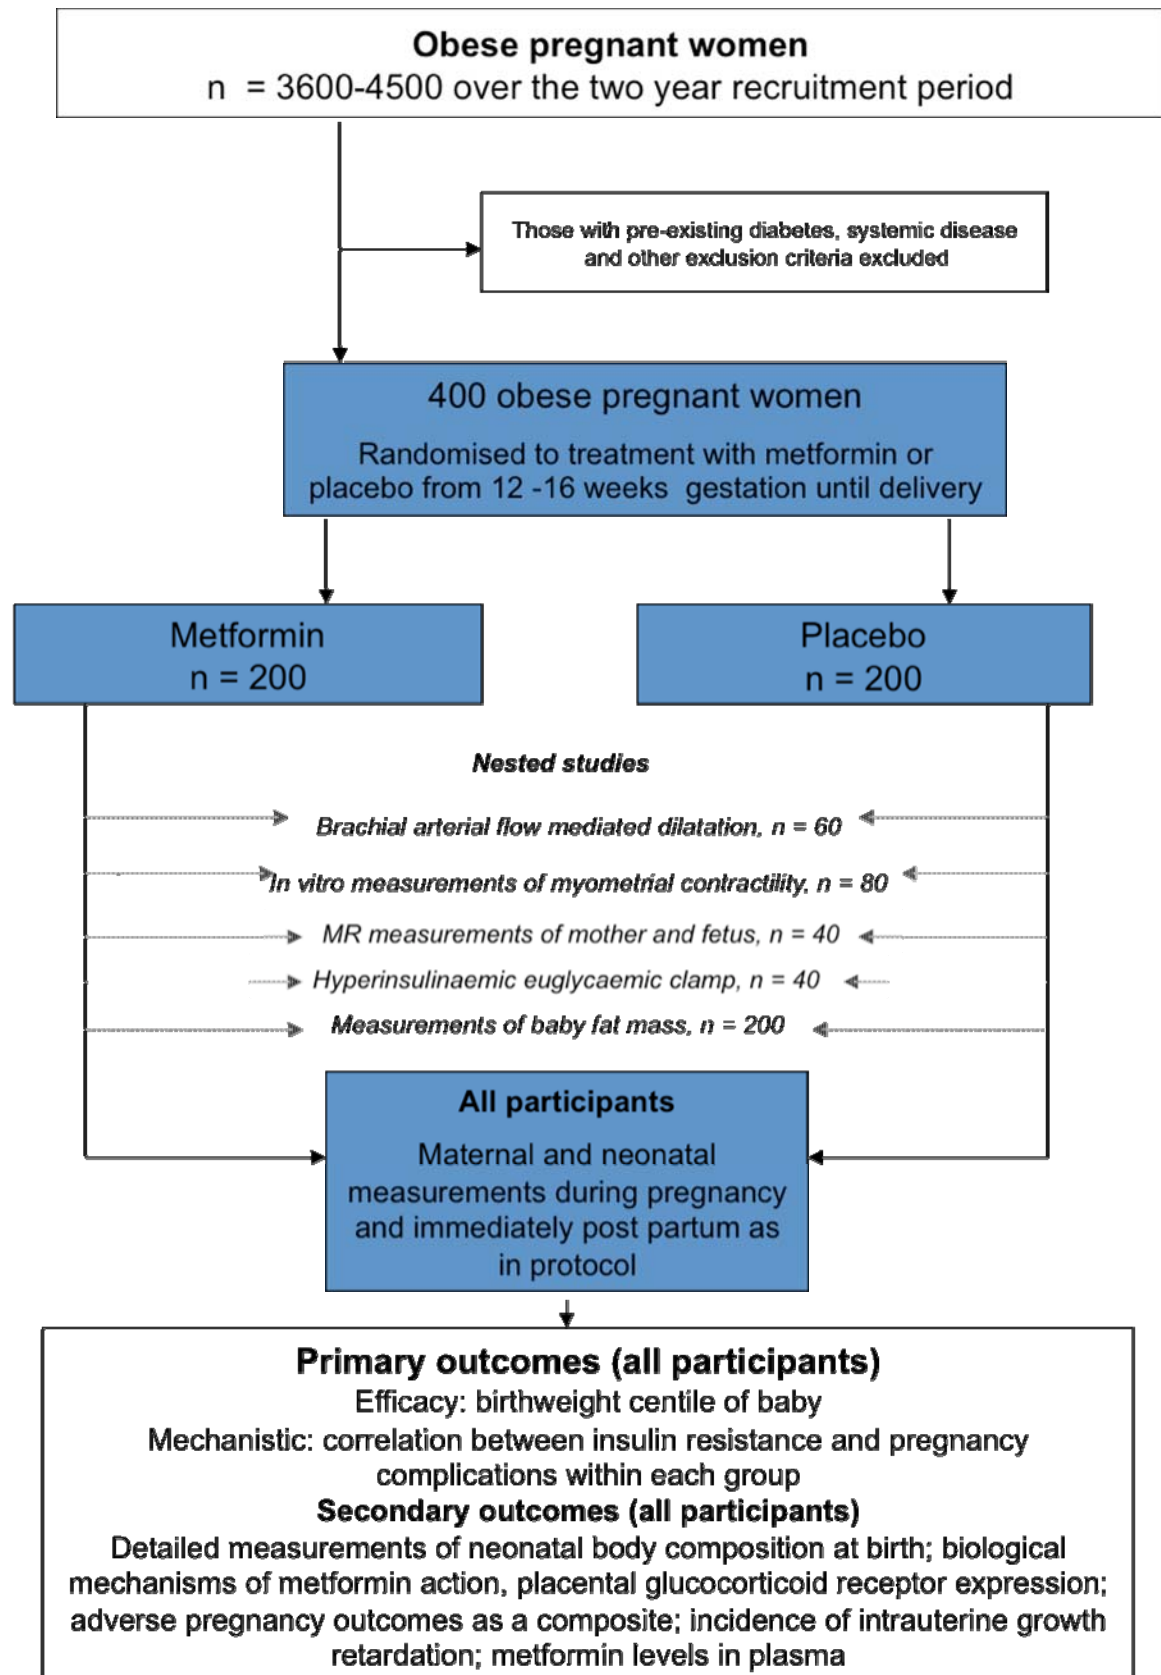 Obese pregnant women
n = 3600-4500 over the two year recruitment period
Those with pre-existing diabetes, systemic disease
and other exclusion criteria excluded
400 obese pregnant women
Randomised to treatment with metformin or
placebo from 12 -16 weeks gestation until delivery
Metformin
n = 200
Placebo
n = 200
Nested studies
Brachial arterial flow mediated dilatation, n = 60
In vitro measurements of myometrial contractility, n = 80
MR measurements of mother and fetus, n = 40
Hyperinsulinaemic euglycaemic clamp, n = 40
Measurements of baby fat mass, n = 200
All participants
Maternal and neonatal
measurements during pregnancy
and immediately post partum as
in protocol
Primary outcomes (all participants)
Efficacy: birthweight centile of baby
Mechanistic: correlation between insulin resistance and pregnancy
complications within each group
Secondary outcomes (all participants)
Detailed measurements of neonatal body composition at birth; biological
mechanisms of metformin action, placental glucocorticoid receptor expression;
adverse pregnancy outcomes as a composite; incidence of intrauterine growth
retardation; metformin levels in plasma